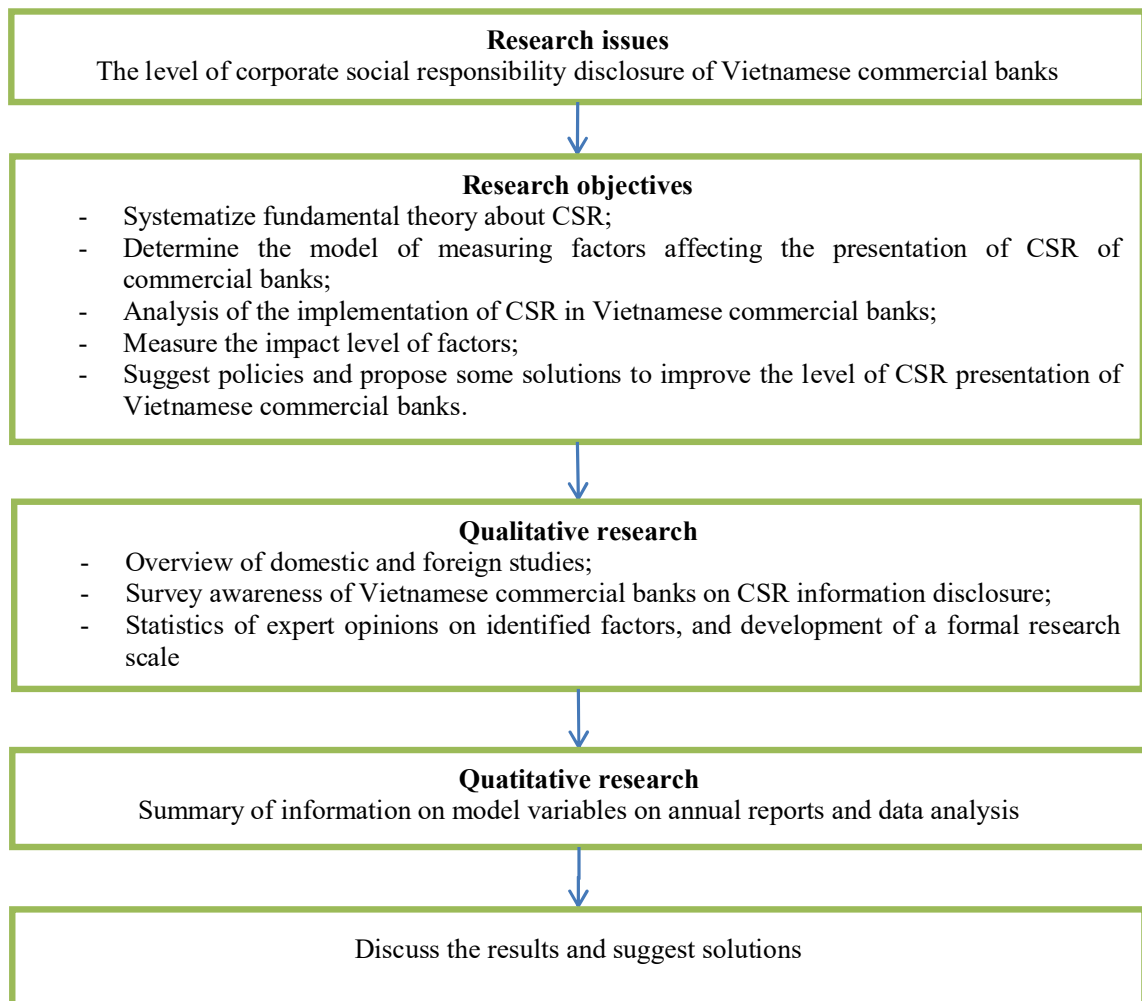 Research issues
The level of corporate social responsibility disclosure of Vietnamese commercial banks
Research objectives
- Systematize fundamental theory about CSR;
- Determine the model of measuring factors affecting the presentation of CSR of
commercial banks;
- Analysis of the implementation of CSR in Vietnamese commercial banks;
- Measure the impact level of factors;
- Suggest policies and propose some solutions to improve the level of CSR presentation of
Vietnamese commercial banks.
Qualitative research
- Overview of domestic and foreign studies;
- Survey awareness of Vietnamese commercial banks on CSR information disclosure;
- Statistics of expert opinions on identified factors, and development of a formal research
scale
Quatitative research
Summary of information on model variables on annual reports and data analysis
Discuss the results and suggest solutions